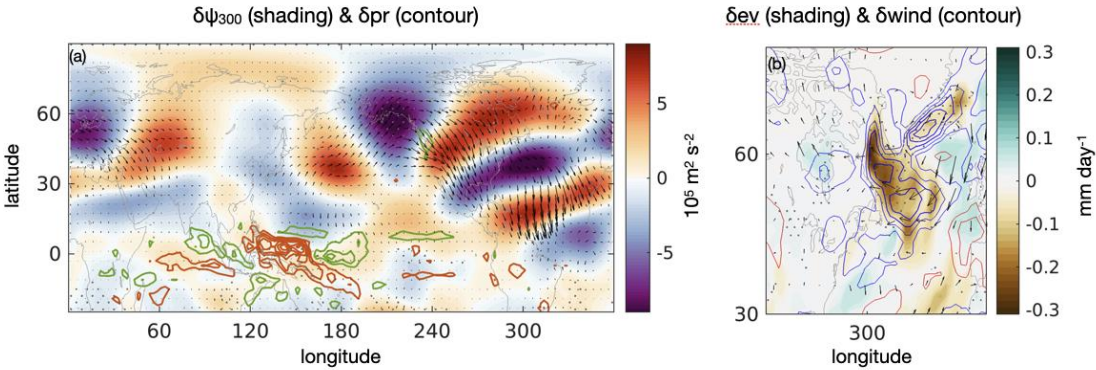 δψ₃₀₀ (shading) & δpr (contour)
δev (shading) & δwind (contour)
(a)
(b)
latitude
60
30
0
60
120
180
240
300
longitude
5
0
-5
10⁵ m² s⁻²
60
30
300
longitude
0.3
0.2
0.1
0
-0.1
-0.2
-0.3
mm day⁻¹